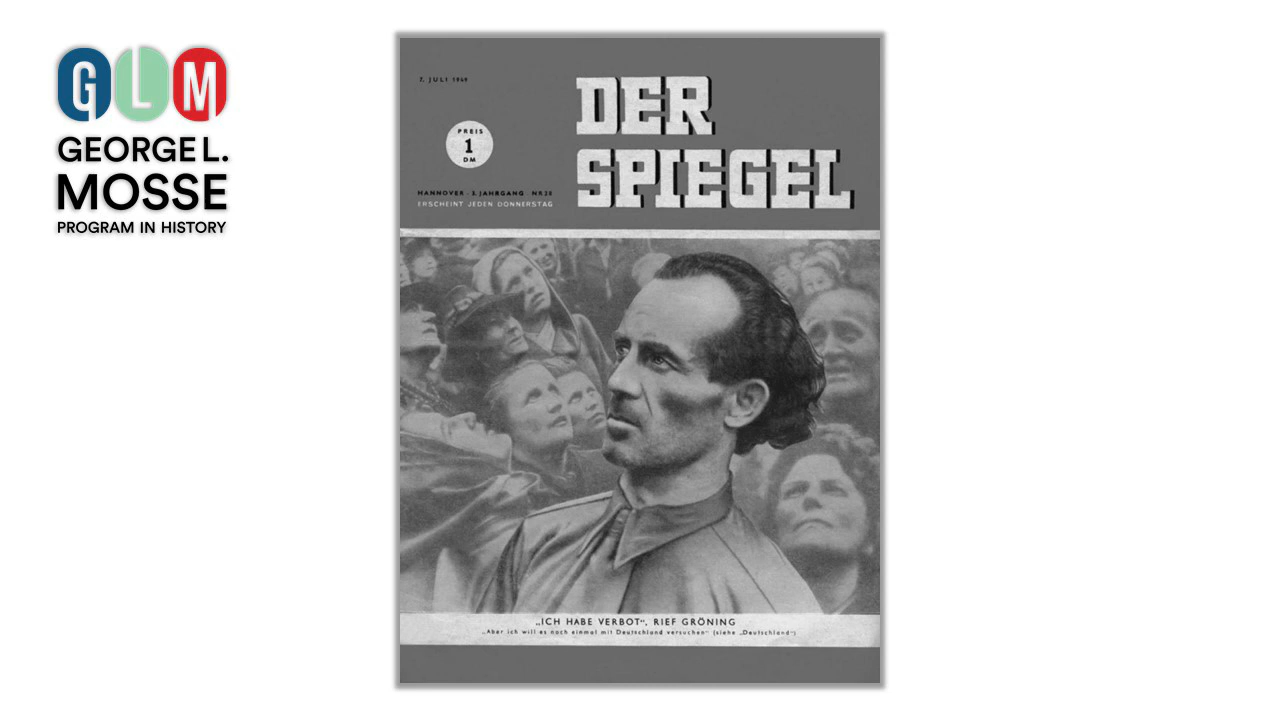 GLM
GEORGE L.
MOSSE
PROGRAM IN HISTORY
7. JULI 1949
DER
SPIEGEL
PREIS
1
DM
HANNOVER · 3. JAHRGANG · NR.28
ERSCHEINT JEDEN DONNERSTAG
„ICH HABE VERBOT“, RIEF GRÖNING
„Aber ich will es noch einmal mit Deutschland versuchen“ (siehe „Deutschland“)